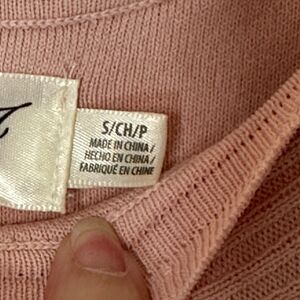 S/CH/P
MADE IN CHINA/
HECHO EN CHINA/
FABRIQUÉ EN CHINE